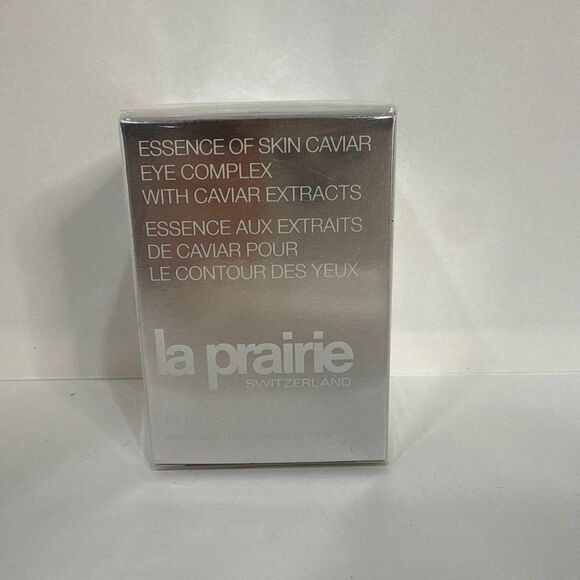 ESSENCE OF SKIN CAVIAR
EYE COMPLEX
WITH CAVIAR EXTRACTS
ESSENCE AUX EXTRAITS
DE CAVIAR POUR
LE CONTOUR DES YEUX
la prairie
SWITZERLAND